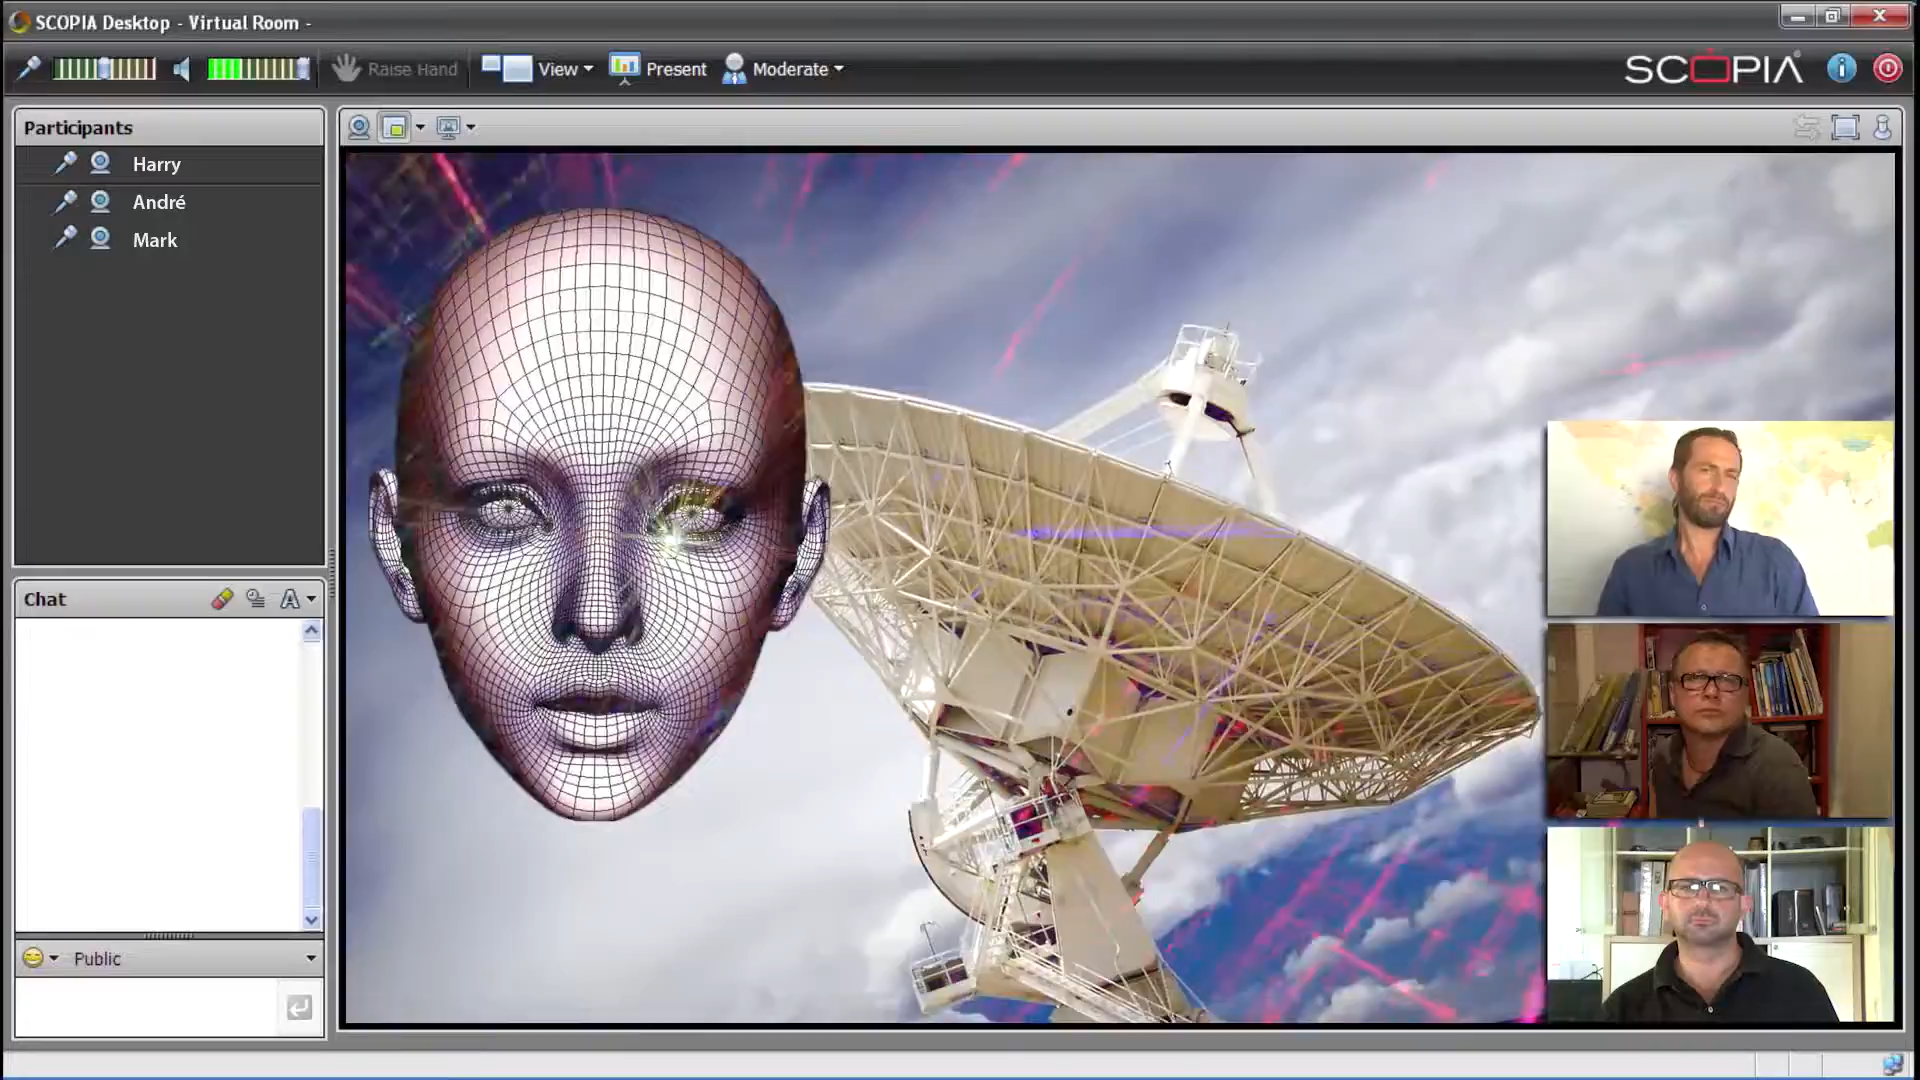 SCOPIA Desktop - Virtual Room -
Raise Hand
View
Present
Moderate
SCOPIA
Participants
Harry
André
Mark
Chat
A
Public